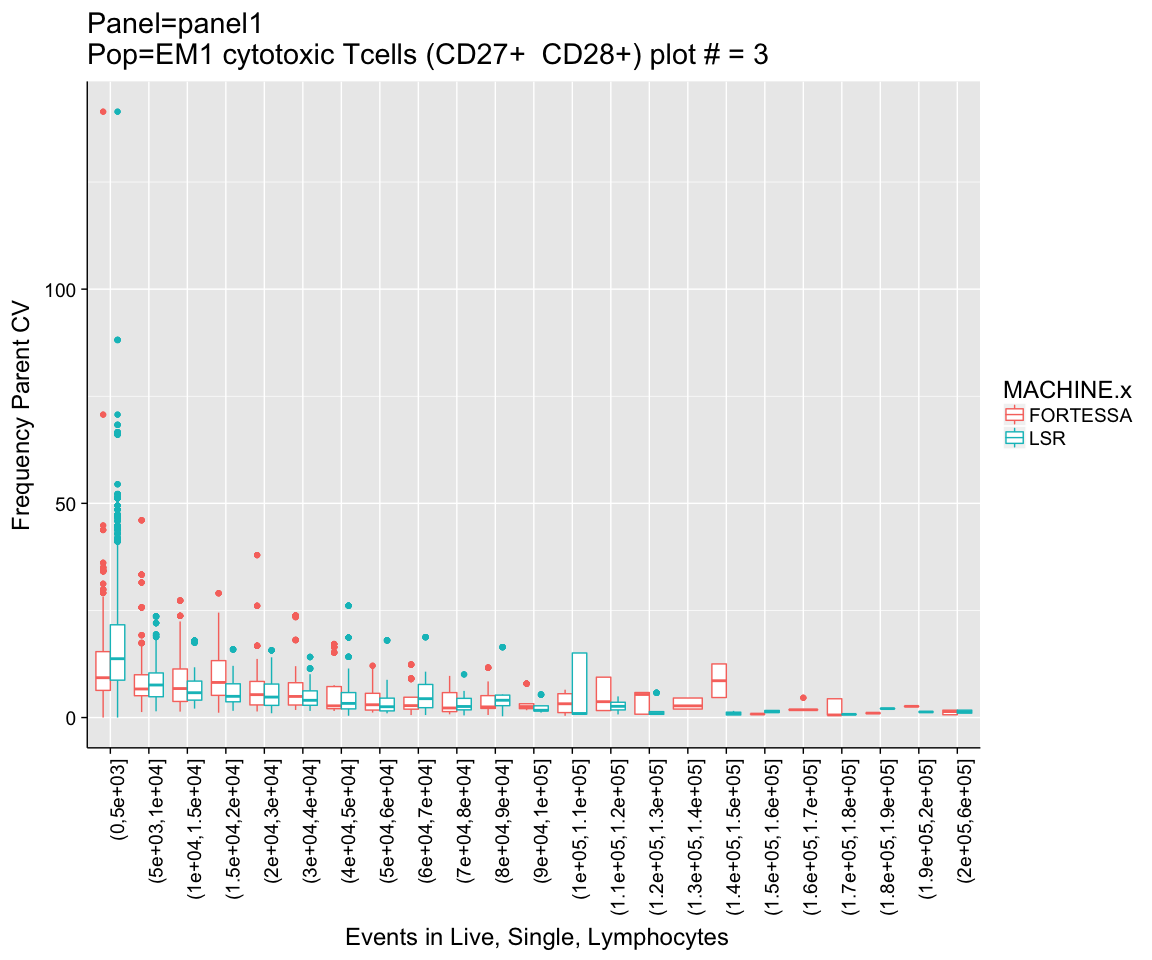 Panel=panel1
Pop=EM1 cytotoxic Tcells (CD27+  CD28+) plot # = 3
Frequency Parent CV
100
50
0
MACHINE.x
FORTESSA
LSR
(0,5e+03]
(5e+03,1e+04]
(1e+04,1.5e+04]
(1.5e+04,2e+04]
(2e+04,3e+04]
(3e+04,4e+04]
(4e+04,5e+04]
(5e+04,6e+04]
(6e+04,7e+04]
(7e+04,8e+04]
(8e+04,9e+04]
(9e+04,1e+05]
(1e+05,1.1e+05]
(1.1e+05,1.2e+05]
(1.2e+05,1.3e+05]
(1.3e+05,1.4e+05]
(1.4e+05,1.5e+05]
(1.5e+05,1.6e+05]
(1.6e+05,1.7e+05]
(1.7e+05,1.8e+05]
(1.8e+05,1.9e+05]
(1.9e+05,2e+05]
(2e+05,6e+05]
Events in Live, Single, Lymphocytes